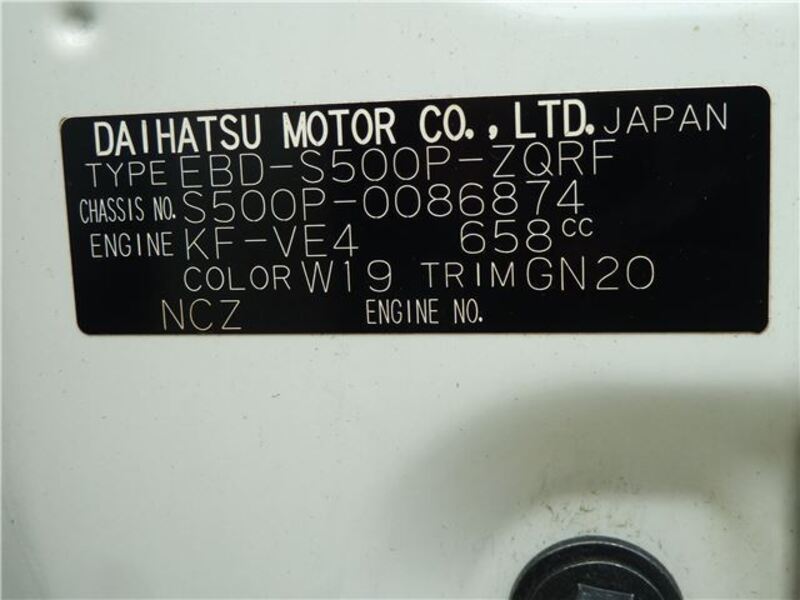 DAIHATSU MOTOR CO., LTD. JAPAN
TYPE EBD-S500P-ZQRF
CHASSIS NO. S500P-0086874
ENGINE KF-VE4 658cc
COLOR W19 TRIM GN20
NCZ ENGINE NO.